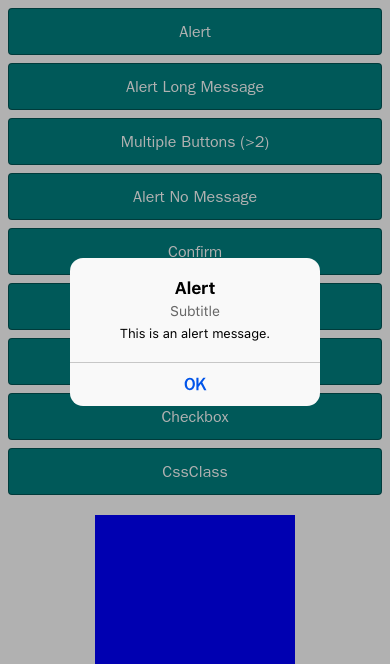 Alert
Alert Long Message
Multiple Buttons (>2)
Alert No Message
Confirm
Alert
Subtitle
This is an alert message.
OK
Checkbox
CssClass